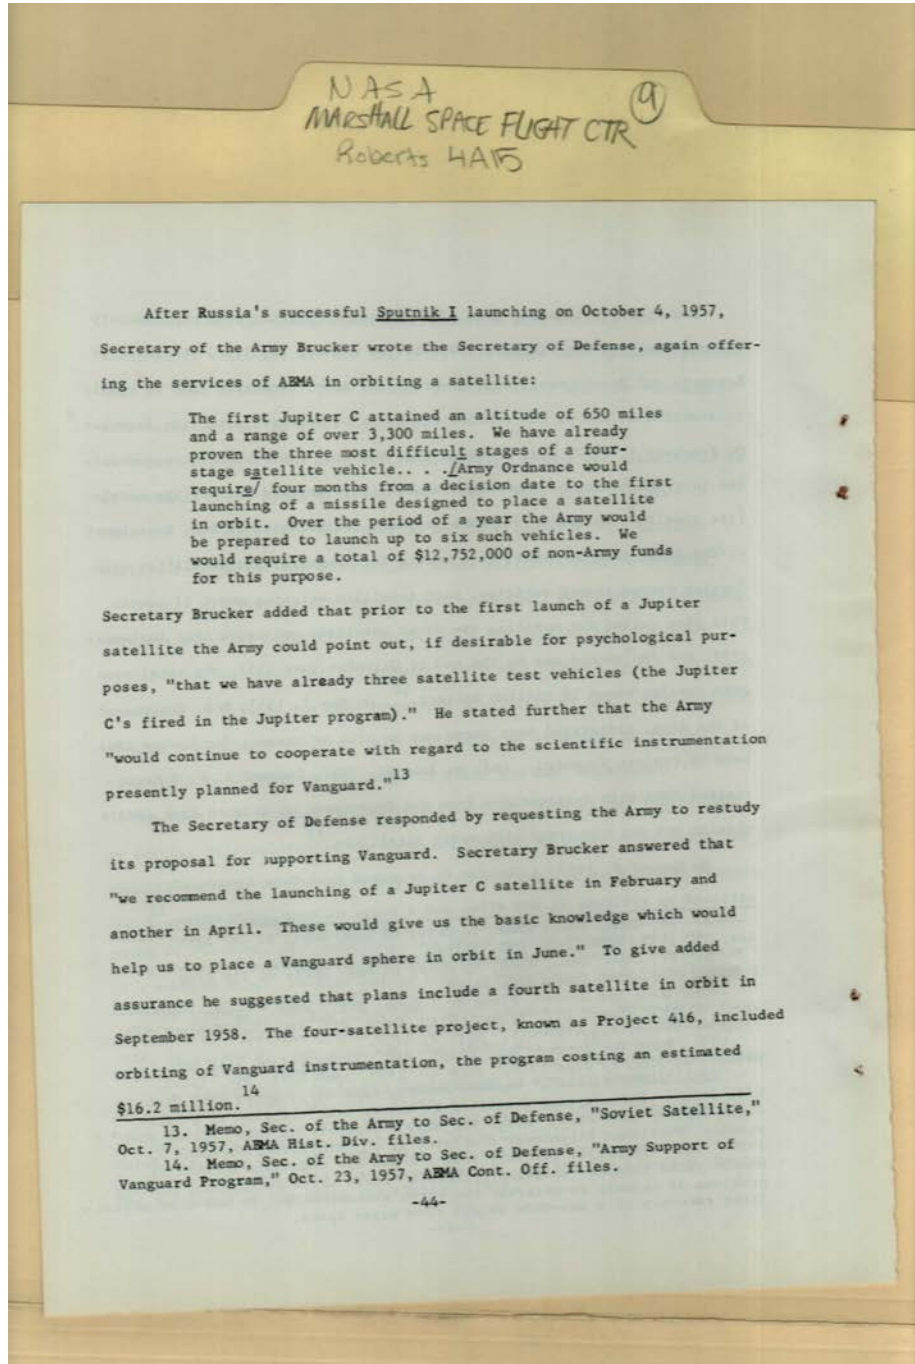 NASA
9
MARSHALL SPACE FLIGHT CTR
Roberts 4A15
After Russia's successful Sputnik I launching on October 4, 1957,
Secretary of the Army Brucker wrote the Secretary of Defense, again offer-
ing the services of ABMA in orbiting a satellite:
The first Jupiter C attained an altitude of 650 miles
and a range of over 3,300 miles. We have already
proven the three most difficult stages of a four-
stage satellite vehicle.. . ./Army Ordnance would
require/ four months from a decision date to the first
launching of a missile designed to place a satellite
in orbit. Over the period of a year the Army would
be prepared to launch up to six such vehicles. We
would require a total of $12,752,000 of non-Army funds
for this purpose.
Secretary Brucker added that prior to the first launch of a Jupiter
satellite the Army could point out, if desirable for psychological pur-
poses, "that we have already three satellite test vehicles (the Jupiter
C's fired in the Jupiter program)." He stated further that the Army
"would continue to cooperate with regard to the scientific instrumentation
presently planned for Vanguard."13
The Secretary of Defense responded by requesting the Army to restudy
its proposal for supporting Vanguard. Secretary Brucker answered that
"we recommend the launching of a Jupiter C satellite in February and
another in April. These would give us the basic knowledge which would
help us to place a Vanguard sphere in orbit in June." To give added
assurance he suggested that plans include a fourth satellite in orbit in
September 1958. The four-satellite project, known as Project 416, included
orbiting of Vanguard instrumentation, the program costing an estimated
$16.2 million.14
13. Memo, Sec. of the Army to Sec. of Defense, "Soviet Satellite,"
Oct. 7, 1957, ABMA Hist. Div. files.
14. Memo, Sec. of the Army to Sec. of Defense, "Army Support of
Vanguard Program," Oct. 23, 1957, ABMA Cont. Off. files.
-44-